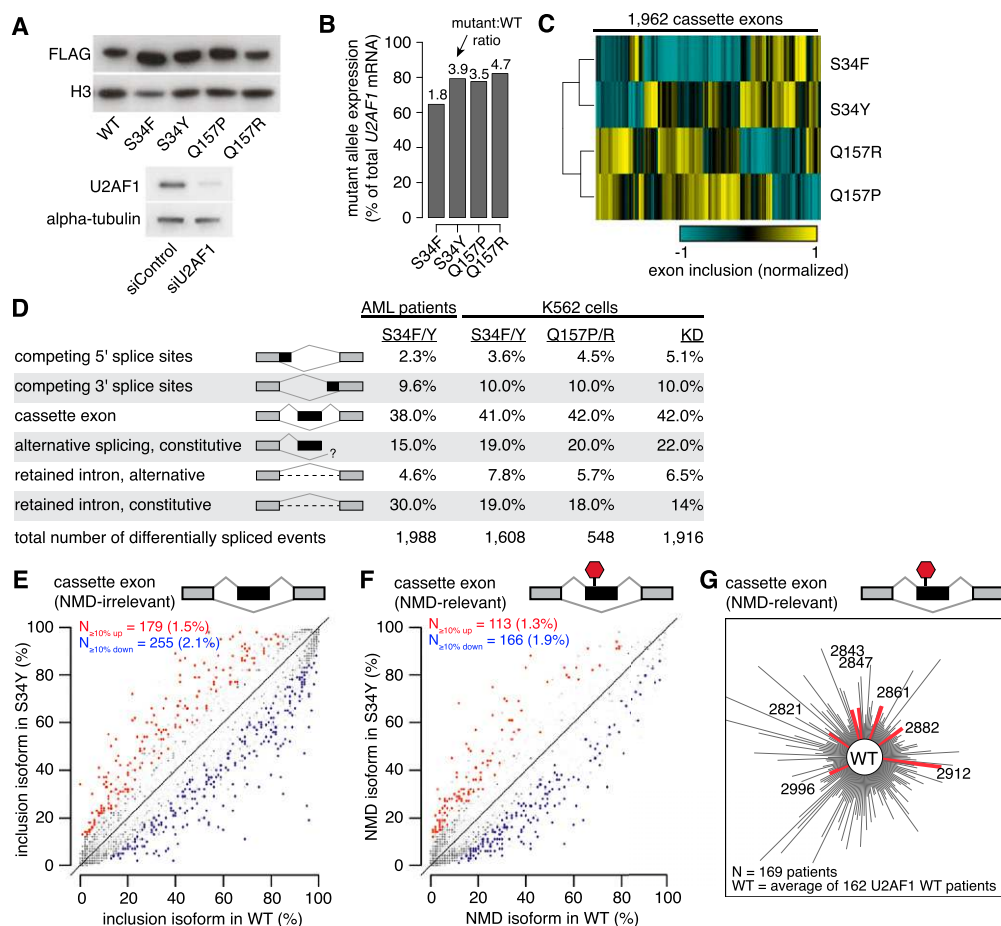 A
FLAG
H3
WT
S34F
S34Y
Q157P
Q157R
U2AF1
alpha-tubulin
siControl
siU2AF1
B
mutant:WT
ratio
mutant allele expression
(% of total U2AF1 mRNA)
100
80
60
40
20
0
1.8
3.9
3.5
4.7
S34F
S34Y
Q157P
Q157R
C
1,962 cassette exons
S34F
S34Y
Q157R
Q157P
-1
1
exon inclusion (normalized)
D
AML patients K562 cells
S34F/Y S34F/Y Q157P/R KD
competing 5' splice sites 2.3% 3.6% 4.5% 5.1%
competing 3' splice sites 9.6% 10.0% 10.0% 10.0%
cassette exon 38.0% 41.0% 42.0% 42.0%
alternative splicing, constitutive ? 15.0% 19.0% 20.0% 22.0%
retained intron, alternative 4.6% 7.8% 5.7% 6.5%
retained intron, constitutive 30.0% 19.0% 18.0% 14%
total number of differentially spliced events 1,988 1,608 548 1,916
E
cassette exon
(NMD-irrelevant)
N≥10% up = 179 (1.5%)
N≥10% down = 255 (2.1%)
inclusion isoform in S34Y (%)
100
80
60
40
20
0
0 20 40 60 80 100
inclusion isoform in WT (%)
F
cassette exon
(NMD-relevant)
N≥10% up = 113 (1.3%)
N≥10% down = 166 (1.9%)
NMD isoform in S34Y (%)
100
80
60
40
20
0
0 20 40 60 80 100
NMD isoform in WT (%)
G
cassette exon
(NMD-relevant)
2843
2847
2861
2821
2882
WT
2912
2996
N = 169 patients
WT = average of 162 U2AF1 WT patients